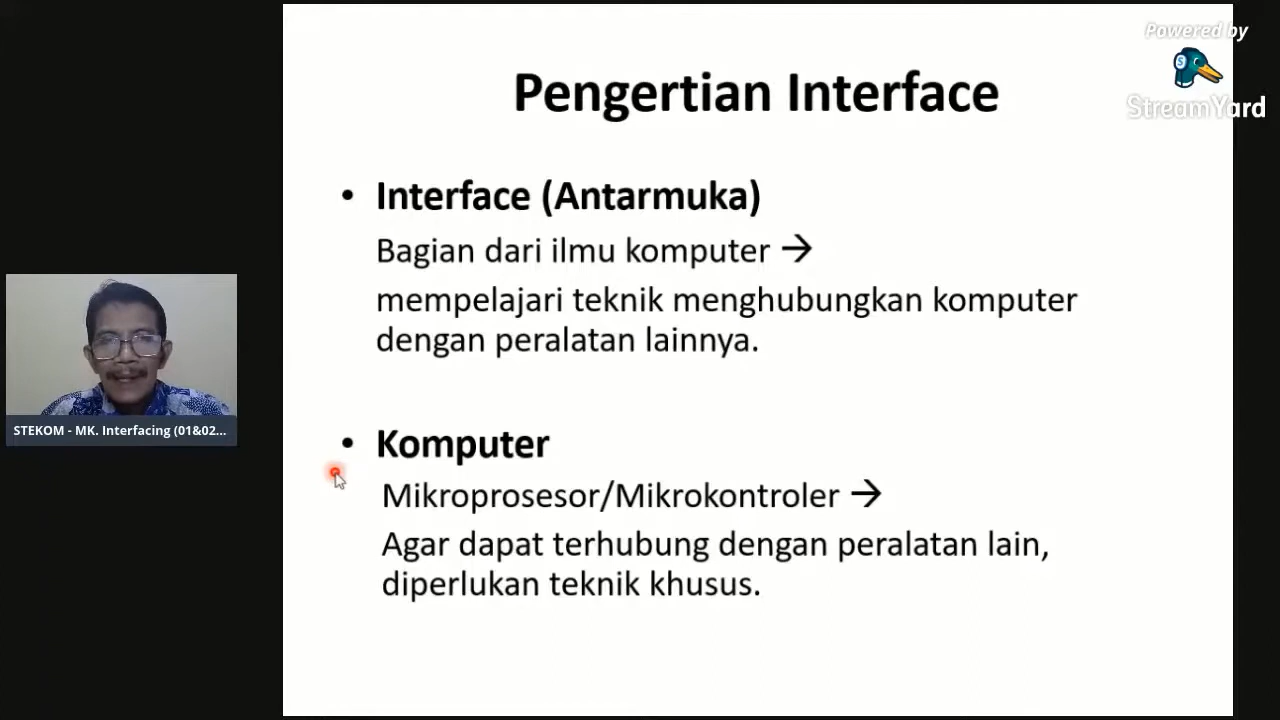 Powered by
StreamYard
Pengertian Interface
• Interface (Antarmuka)
Bagian dari ilmu komputer →
mempelajari teknik menghubungkan komputer
dengan peralatan lainnya.
• Komputer
Mikroprosesor/Mikrokontroler →
Agar dapat terhubung dengan peralatan lain,
diperlukan teknik khusus.
STEKOM - MK. Interfacing (01&02...